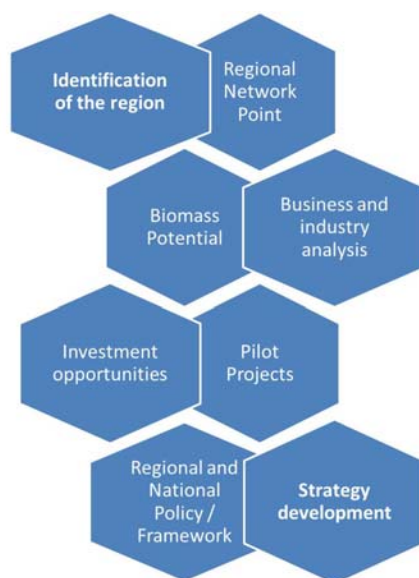 Identification
of the region
Regional
Network
Point
Biomass
Potential
Business and
industry
analysis
Investment
opportunities
Pilot
Projects
Regional and
National
Policy /
Framework
Strategy
development